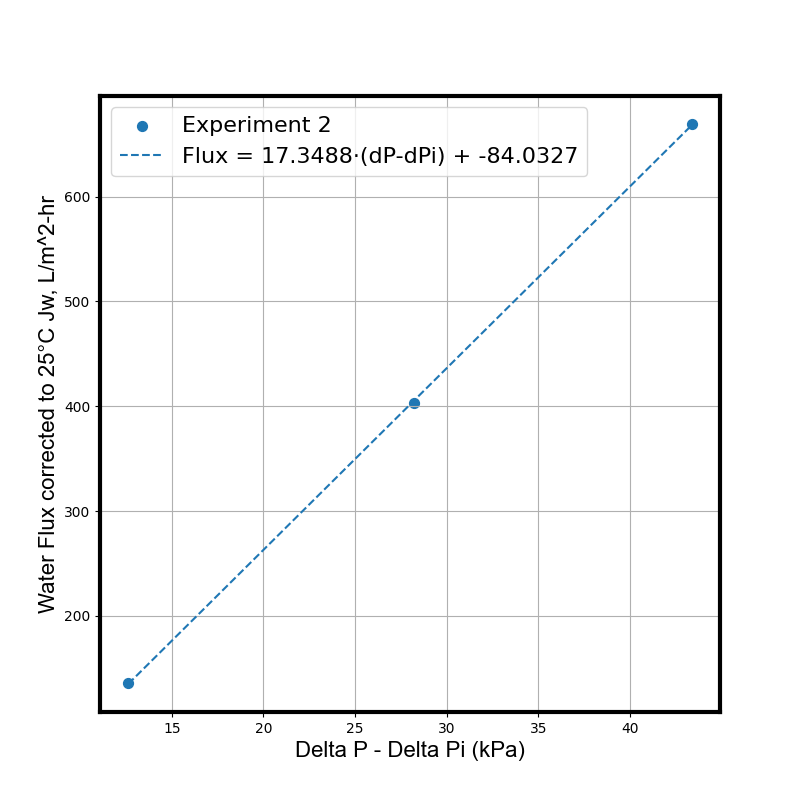 Experiment 2
Flux = 17.3488·(dP-dPi) + -84.0327
Water Flux corrected to 25°C Jw, L/m^2-hr
600
500
400
300
200
15 20 25 30 35 40
Delta P - Delta Pi (kPa)